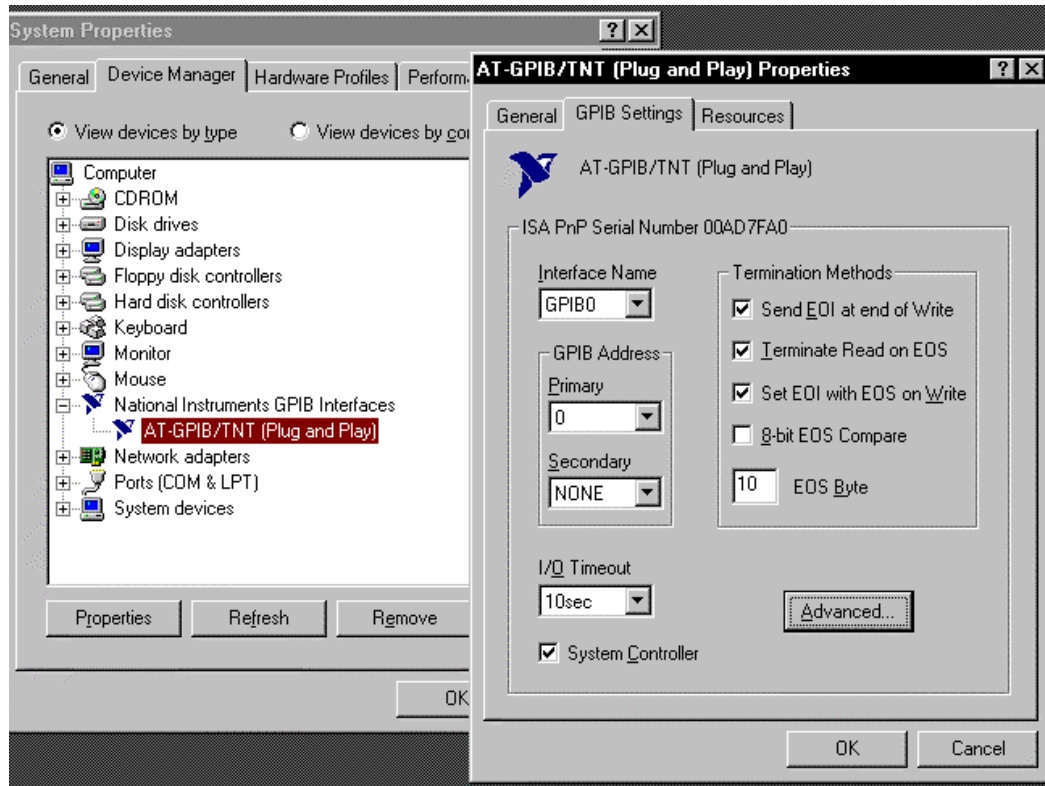 System Properties
General
Device Manager
Hardware Profiles
Perform
View devices by type
View devices by co
Computer
CDROM
Disk drives
Display adapters
Floppy disk controllers
Hard disk controllers
Keyboard
Monitor
Mouse
National Instruments GPIB Interfaces
AT-GPIB/TNT (Plug and Play)
Network adapters
Ports (COM & LPT)
System devices
Properties
Refresh
Remove
OK
AT-GPIB/TNT (Plug and Play) Properties
General
GPIB Settings
Resources
AT-GPIB/TNT (Plug and Play)
ISA PnP Serial Number 00AD7FA0
Interface Name
GPIB0
GPIB Address
Primary
0
Secondary
NONE
I/O Timeout
10sec
System Controller
Termination Methods
Send EOI at end of Write
Terminate Read on EOS
Set EOI with EOS on Write
8-bit EOS Compare
10 EOS Byte
Advanced...
OK
Cancel